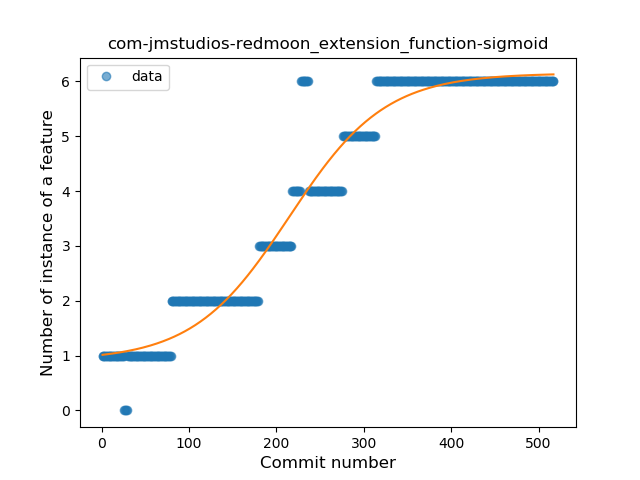 com-jmstudios-redmoon_extension_function-sigmoid
data
Number of instance of a feature
6
5
4
3
2
1
0
0 100 200 300 400 500
Commit number